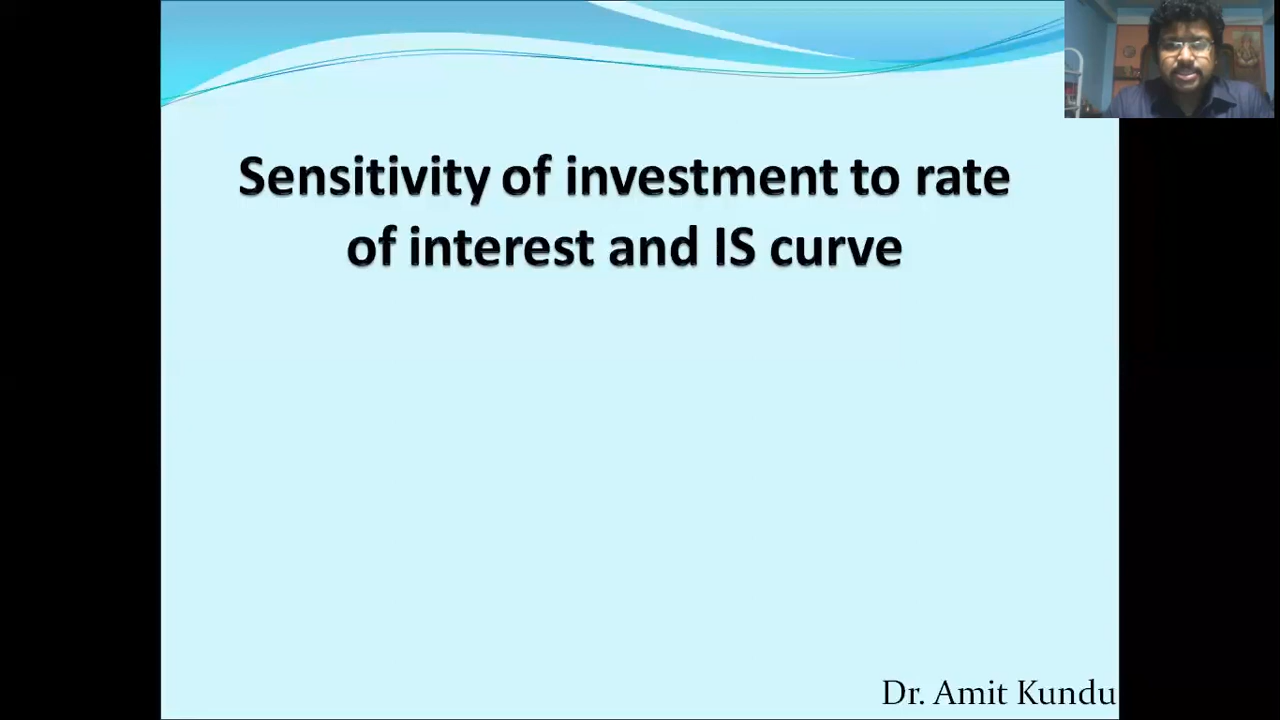 Sensitivity of investment to rate
of interest and IS curve
Dr. Amit Kundu